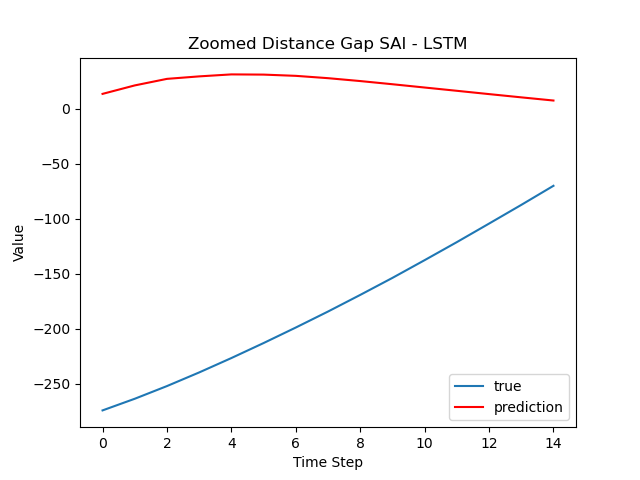 Zoomed Distance Gap SAI - LSTM
Value
0
−50
−100
−150
−200
−250
0 2 4 6 8 10 12 14
Time Step
true
prediction